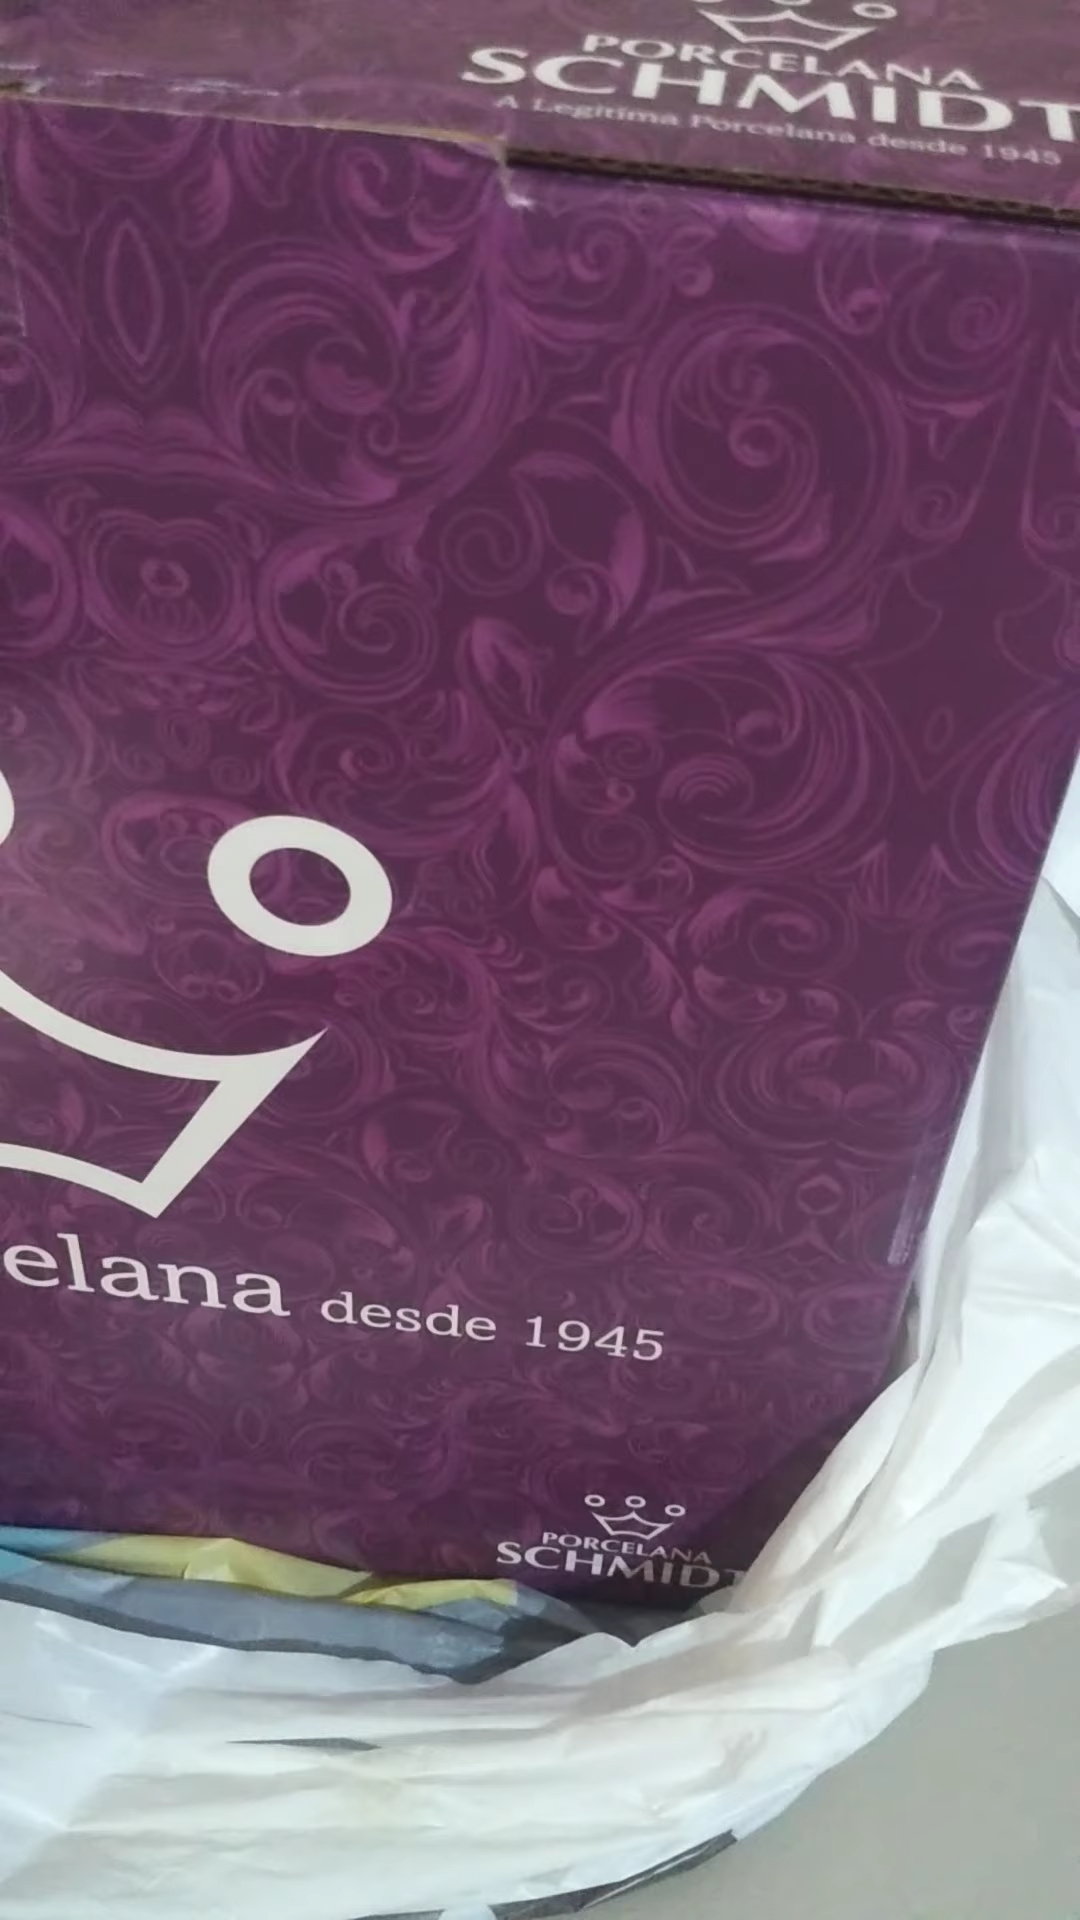 PORCELANA
SCHMIDT
A Legítima Porcelana desde 1945
elana desde 1945
PORCELANA
SCHMIDT